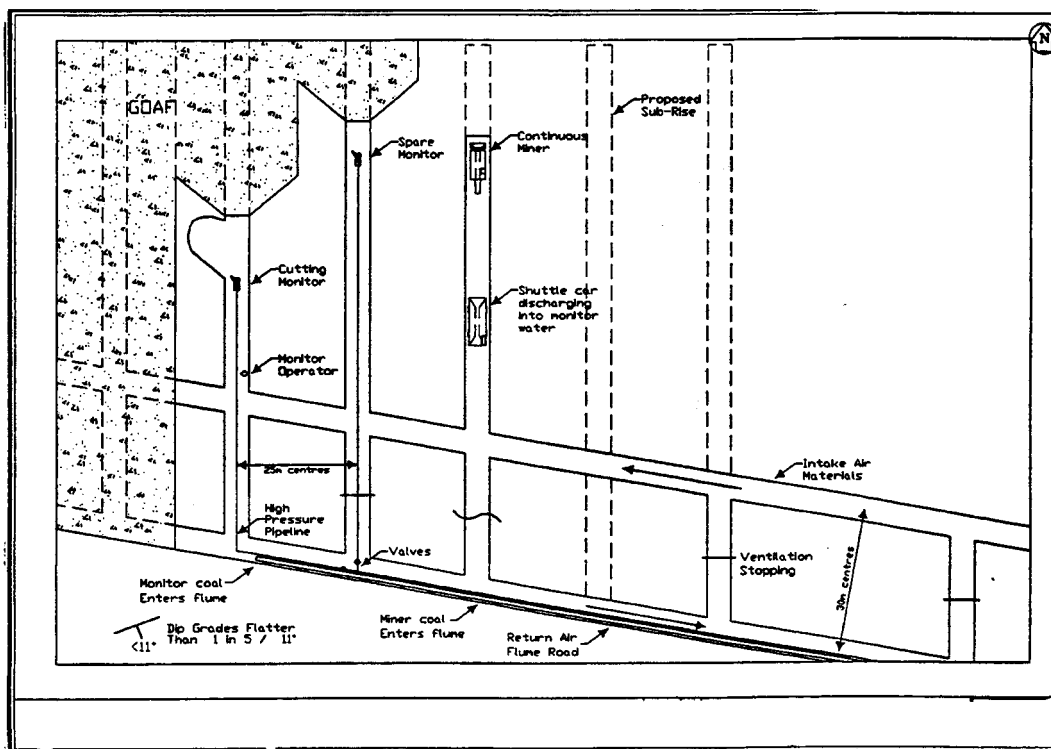 N
GOAF
Proposed
Sub-Rise
Spare
Monitor
Continuous
Miner
Cutting
Monitor
Shuttle car
discharging
into monitor
water
Monitor
Operator
25m centres
Intake Air
Materials
High
Pressure
Pipeline
Valves
Ventilation
Stopping
30m centres
Monitor coal
Enters flume
Miner coal
Enters flume
Return Air
Flume Road
<11°
Dip Grades Flatter
Than 1 in 5 / 11°